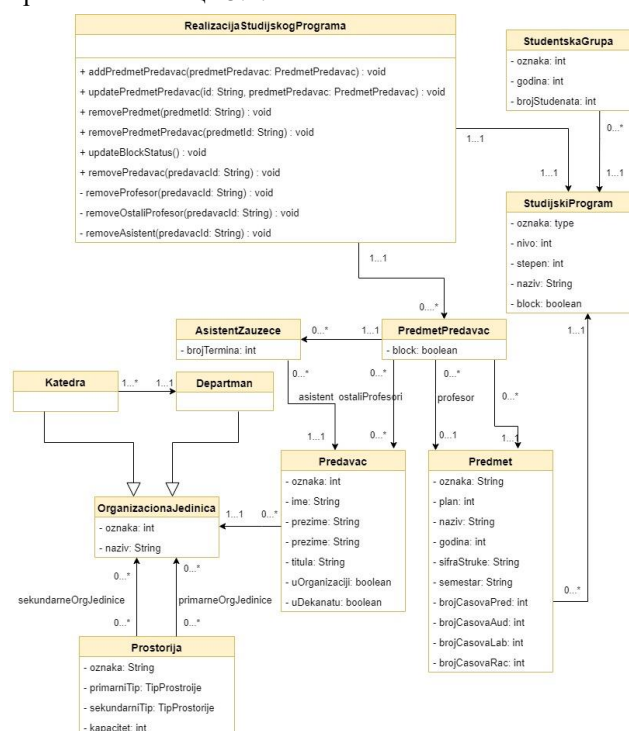 RealizacijaStudijskogPrograma
+ addPredmetPredavac(predmetPredavac: PredmetPredavac) : void
+ updatePredmetPredavac(id: String, predmetPredavac: PredmetPredavac) : void
+ removePredmet(predmetId: String) : void
+ removePredmetPredavac(predmetId: String) : void
+ updateBlockStatus() : void
+ removePredavac(predavacId: String) : void
- removeProfesor(predavacId: String) : void
- removeOstaliProfesor(predavacId: String) : void
- removeAsistent(predavacId: String) : void
StudentskaGrupa
- oznaka: int
- godina: int
- brojStudenata: int
0...*
1...1
1...1
1...1
StudijskiProgram
- oznaka: type
- nivo: int
- stepen: int
- naziv: String
- block: boolean
1...1
1...1
0....*
AsistentZauzece
- brojTermina: int
0...*
1...1
PredmetPredavac
- block: boolean
0...*
0...*
0...*
0...*
asistent
ostaliProfesori
profesor
1...1
0...*
0...1
1...1
Katedra
1...*
1...1
Departman
Predavac
- oznaka: int
- ime: String
- prezime: String
- prezime: String
- titula: String
- uOrganizaciji: boolean
- uDekanatu: boolean
Predmet
- oznaka: String
- plan: int
- naziv: String
- godina: int
- sifraStruke: String
- semestar: String
- brojCasovaPred: int
- brojCasovaAud: int
- brojCasovaLab: int
- brojCasovaRac: int
0...*
OrganizacionaJedinica
- oznaka: int
- naziv: String
1...1
0...*
0...*
0...*
sekundarneOrgJedinice
primarneOrgJedinice
0...*
0...*
Prostorija
- oznaka: String
- primarniTip: TipProstroije
- sekundarniTip: TipProstorije
- kapacitet: int